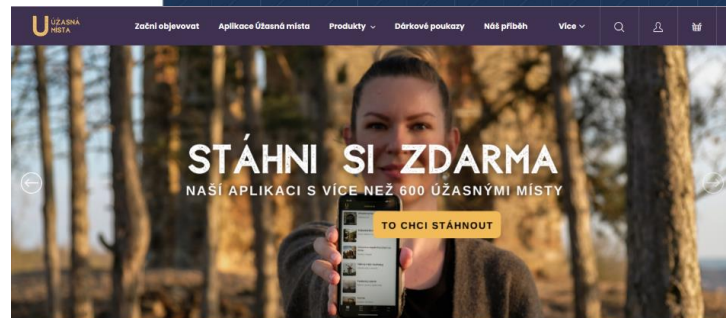 ÚŽASNÁ
MÍSTA
Začni objevovat Aplikace Úžasná místa Produkty Dárkové poukazy Náš příběh Více
STÁHNI SI ZDARMA
NAŠÍ APLIKACI S VÍCE NEŽ 600 ÚŽASNÝMI MÍSTY
TO CHCI STÁHNOUT